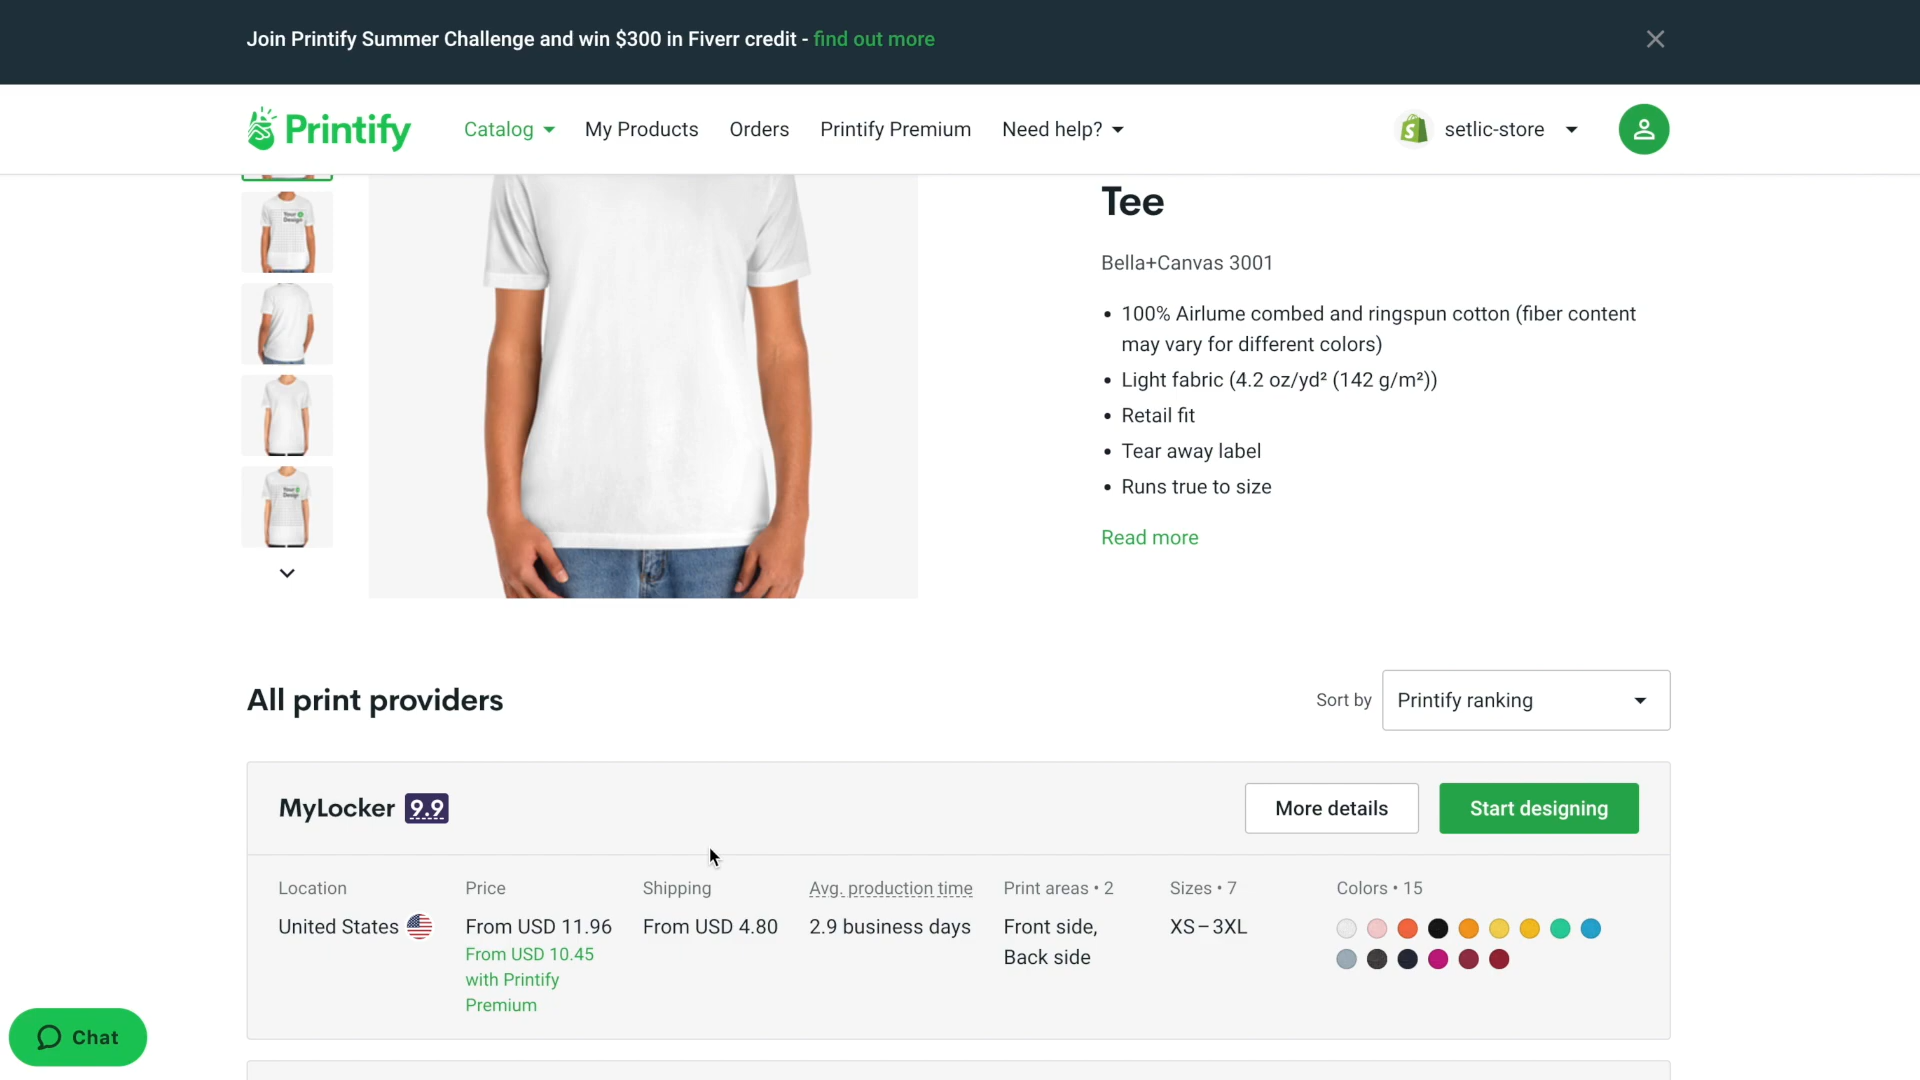 Join Printify Summer Challenge and win $300 in Fiverr credit - find out more
Printify
Catalog
My Products
Orders
Printify Premium
Need help?
setlic-store
Your Design
Your Design
Tee
Bella+Canvas 3001
• 100% Airlume combed and ringspun cotton (fiber content
may vary for different colors)
• Light fabric (4.2 oz/yd² (142 g/m²))
• Retail fit
• Tear away label
• Runs true to size
Read more
All print providers
Sort by
Printify ranking
MyLocker 9.9
More details
Start designing
Location
Price
Shipping
Avg. production time
Print areas • 2
Sizes • 7
Colors • 15
United States
From USD 11.96
From USD 4.80
2.9 business days
Front side,
XS – 3XL
From USD 10.45
Back side
with Printify
Premium
Chat